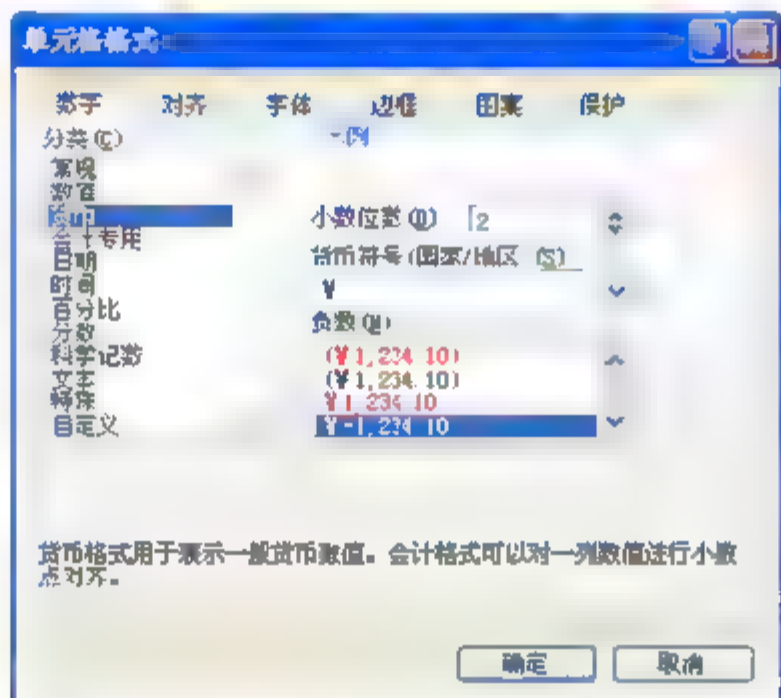 单元格格式
数字 对齐 字体 边框 图案 保护
分类(C)
常规
数值
货币
会计专用
日期
时间
百分比
分数
科学记数
文本
特殊
自定义
小数位数(D) 2
货币符号(国家/地区)(S)
¥
负数(N)
(¥1,234.10)
(¥1,234.10)
¥1,234.10
¥-1,234.10
货币格式用于表示一般货币数值。会计格式可以对一列数值进行小数
点对齐。
确定 取消